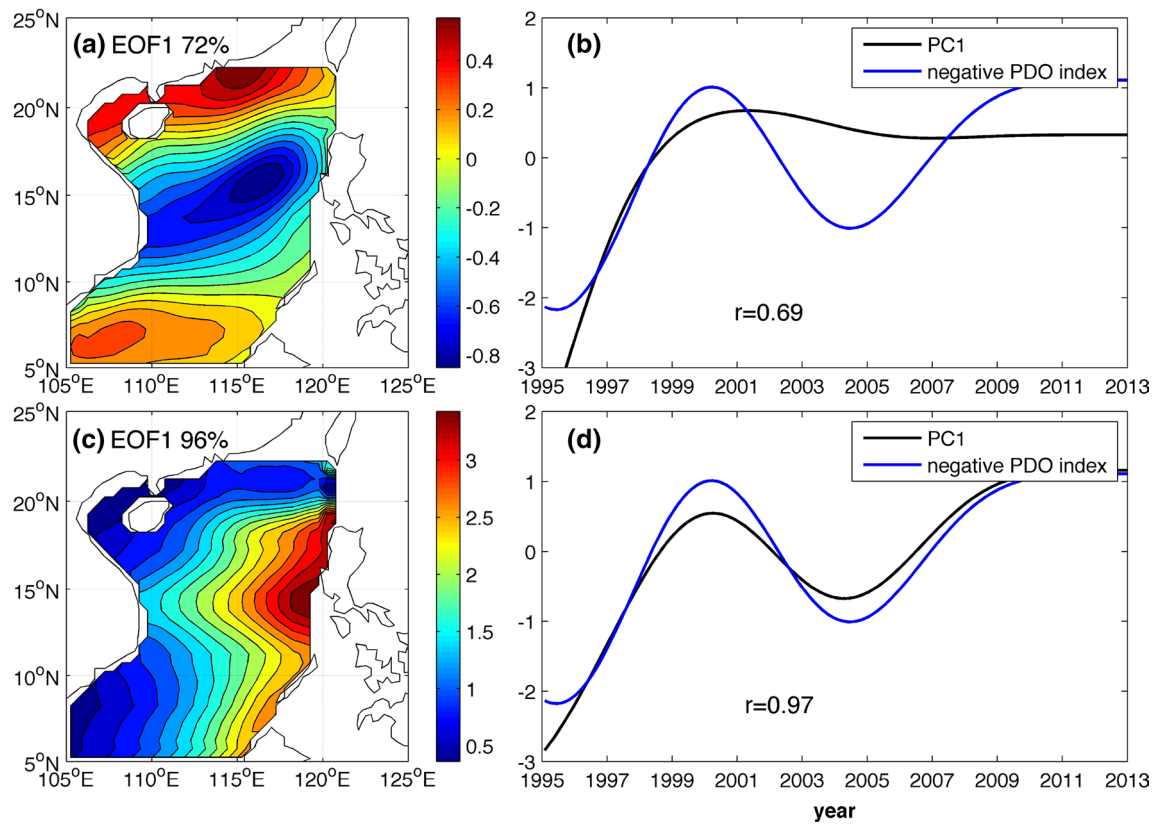 (a) EOF1 72%
25°N
20°N
15°N
10°N
5°N
105°E 110°E 115°E 120°E 125°E
0.4
0.2
0
-0.2
-0.4
-0.6
-0.8
(b)
PC1
negative PDO index
r=0.69
2
1
0
-1
-2
-3
1995 1997 1999 2001 2003 2005 2007 2009 2011 2013
(c) EOF1 96%
25°N
20°N
15°N
10°N
5°N
105°E 110°E 115°E 120°E 125°E
3
2.5
2
1.5
1
0.5
(d)
PC1
negative PDO index
r=0.97
2
1
0
-1
-2
-3
1995 1997 1999 2001 2003 2005 2007 2009 2011 2013
year